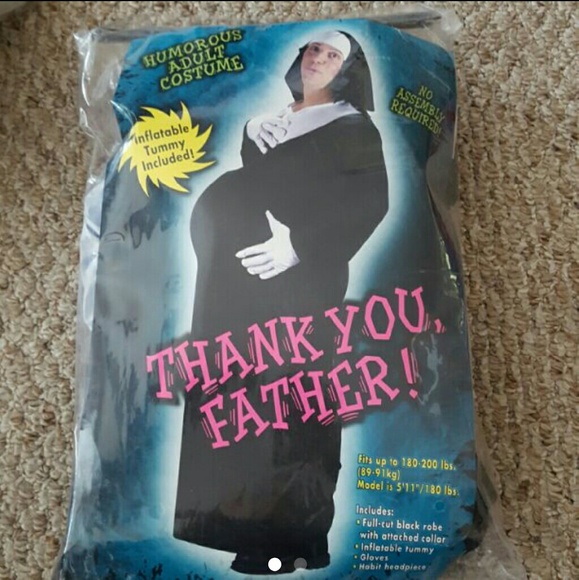 HUMOROUS
ADULT
COSTUME
NO
ASSEMBLY
REQUIRED!
Inflatable
Tummy
Included!
THANK YOU,
FATHER!
Fits up to 180-200 lbs.
(89-91kg)
Model is 5'11"/180 lbs.
Includes:
• Full-cut black robe
with attached collar
• Inflatable tummy
• Gloves
• Habit headpiece